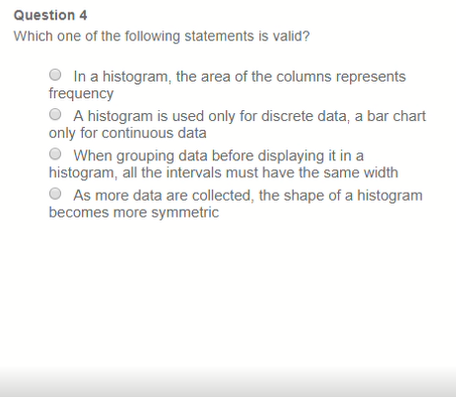 Question 4
Which one of the following statements is valid?
In a histogram, the area of the columns represents
frequency
A histogram is used only for discrete data, a bar chart
only for continuous data
When grouping data before displaying it in a
histogram, all the intervals must have the same width
As more data are collected, the shape of a histogram
becomes more symmetric